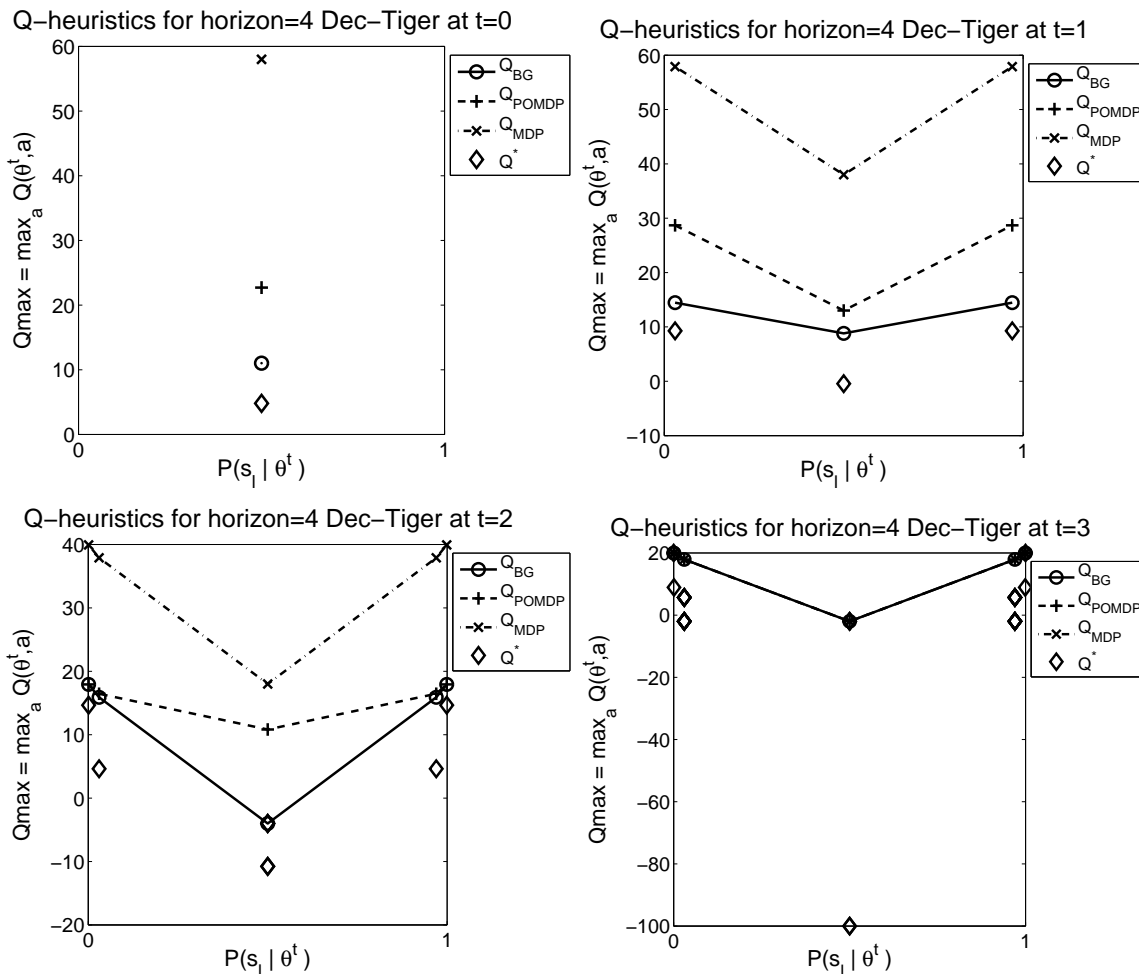 Q−heuristics for horizon=4 Dec−Tiger at t=0
Qmax = max_a Q(θ^t,a)
60
50
40
30
20
10
0
0
1
P(s_l | θ^t )
Q_BG
Q_POMDP
Q_MDP
Q^*
Q−heuristics for horizon=4 Dec−Tiger at t=1
Qmax = max_a Q(θ^t,a)
60
50
40
30
20
10
0
−10
0
1
P(s_l | θ^t )
Q_BG
Q_POMDP
Q_MDP
Q^*
Q−heuristics for horizon=4 Dec−Tiger at t=2
Qmax = max_a Q(θ^t,a)
40
30
20
10
0
−10
−20
0
1
P(s_l | θ^t )
Q_BG
Q_POMDP
Q_MDP
Q^*
Q−heuristics for horizon=4 Dec−Tiger at t=3
Qmax = max_a Q(θ^t,a)
20
0
−20
−40
−60
−80
−100
0
1
P(s_l | θ^t )
Q_BG
Q_POMDP
Q_MDP
Q^*